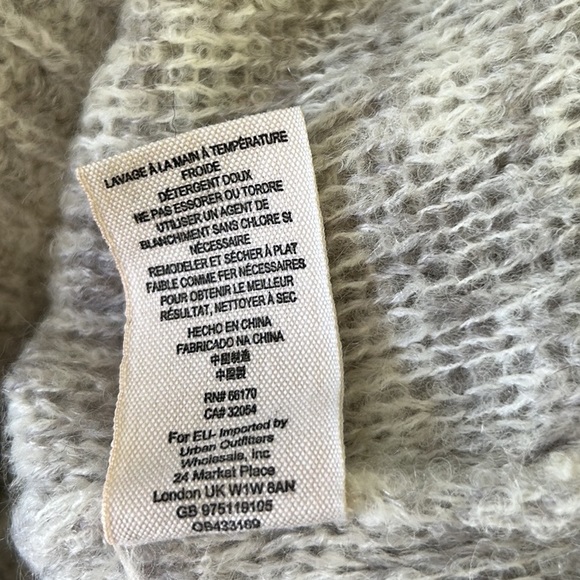 LAVAGE À LA MAIN À TEMPÉRATURE
FROIDE
DÉTERGENT DOUX
NE PAS ESSORER OU TORDRE
UTILISER UN AGENT DE
BLANCHIMENT SANS CHLORE SI
NÉCESSAIRE
REMODELER ET SÉCHER À PLAT
FAIBLE COMME FER NÉCESSAIRES
POUR OBTENIR LE MEILLEUR
RÉSULTAT, NETTOYER À SEC
HECHO EN CHINA
FABRICADO NA CHINA
中国制造
中國製
RN# 66170
CA# 32054
For EU- Imported by
Urban Outfitters
Wholesale, Inc
24 Market Place
London UK W1W 8AN
GB 975119105
OB433169